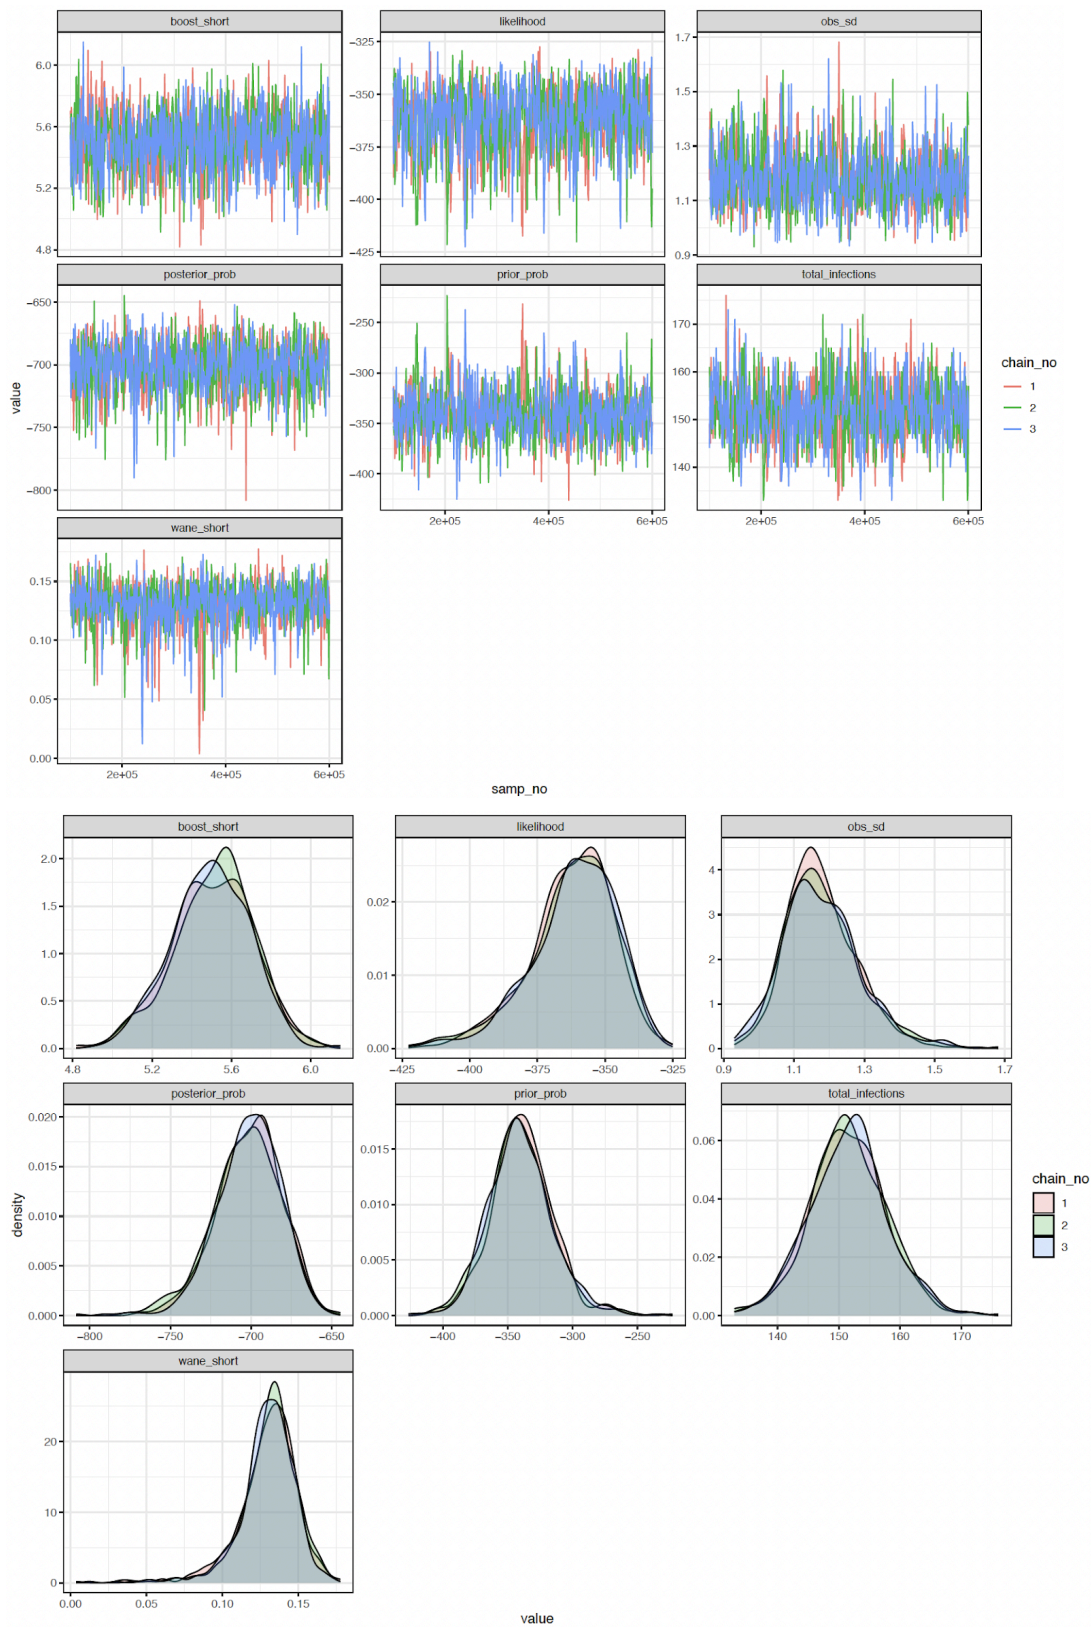 boost_short likelihood obs_sd
6.0
5.6
5.2
4.8
−325
−350
−375
−400
−425
1.7
1.5
1.3
1.1
0.9
posterior_prob prior_prob total_infections
−650
−700
−750
−800
−250
−300
−350
−400
170
160
150
140
2e+05 4e+05 6e+05
2e+05 4e+05 6e+05
value
chain_no
1
2
3
wane_short
0.15
0.10
0.05
0.00
2e+05 4e+05 6e+05
samp_no
boost_short likelihood obs_sd
2.0
1.5
1.0
0.5
0.0
0.02
0.01
0.00
4
3
2
1
0
4.8 5.2 5.6 6.0
−425 −400 −375 −350 −325
0.9 1.1 1.3 1.5 1.7
posterior_prob prior_prob total_infections
0.020
0.015
0.010
0.005
0.000
0.015
0.010
0.005
0.000
0.06
0.04
0.02
0.00
−800 −750 −700 −650
−400 −350 −300 −250
140 150 160 170
density
chain_no
1
2
3
wane_short
20
10
0
0.00 0.05 0.10 0.15
value